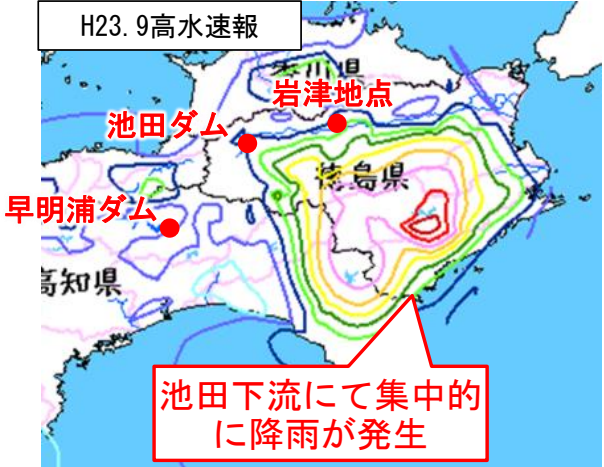 H23.9高水速報
香川県
岩津地点
池田ダム
徳島県
早明浦ダム
高知県
池田下流にて集中的
に降雨が発生